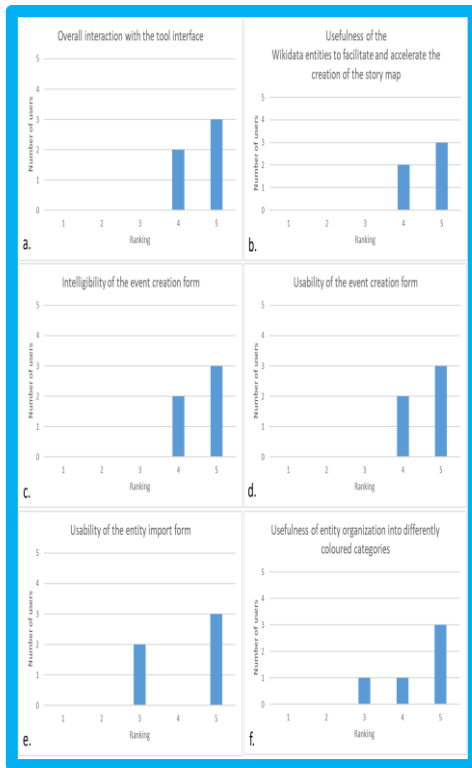 Overall interaction with the tool interface
5
4
3
2
1
0
Number of users
1 2 3 4 5
Ranking
a.
Usefulness of the
Wikidata entities to facilitate and accelerate the
creation of the story map
5
4
3
2
1
0
Number of users
1 2 3 4 5
Ranking
b.
Intelligibility of the event creation form
5
4
3
2
1
0
Number of users
1 2 3 4 5
Ranking
c.
Usability of the event creation form
5
4
3
2
1
0
Number of users
1 2 3 4 5
Ranking
d.
Usability of the entity import form
5
4
3
2
1
0
Number of users
1 2 3 4 5
Ranking
e.
Usefulness of entity organization into differently
coloured categories
5
4
3
2
1
0
Number of users
1 2 3 4 5
Ranking
f.